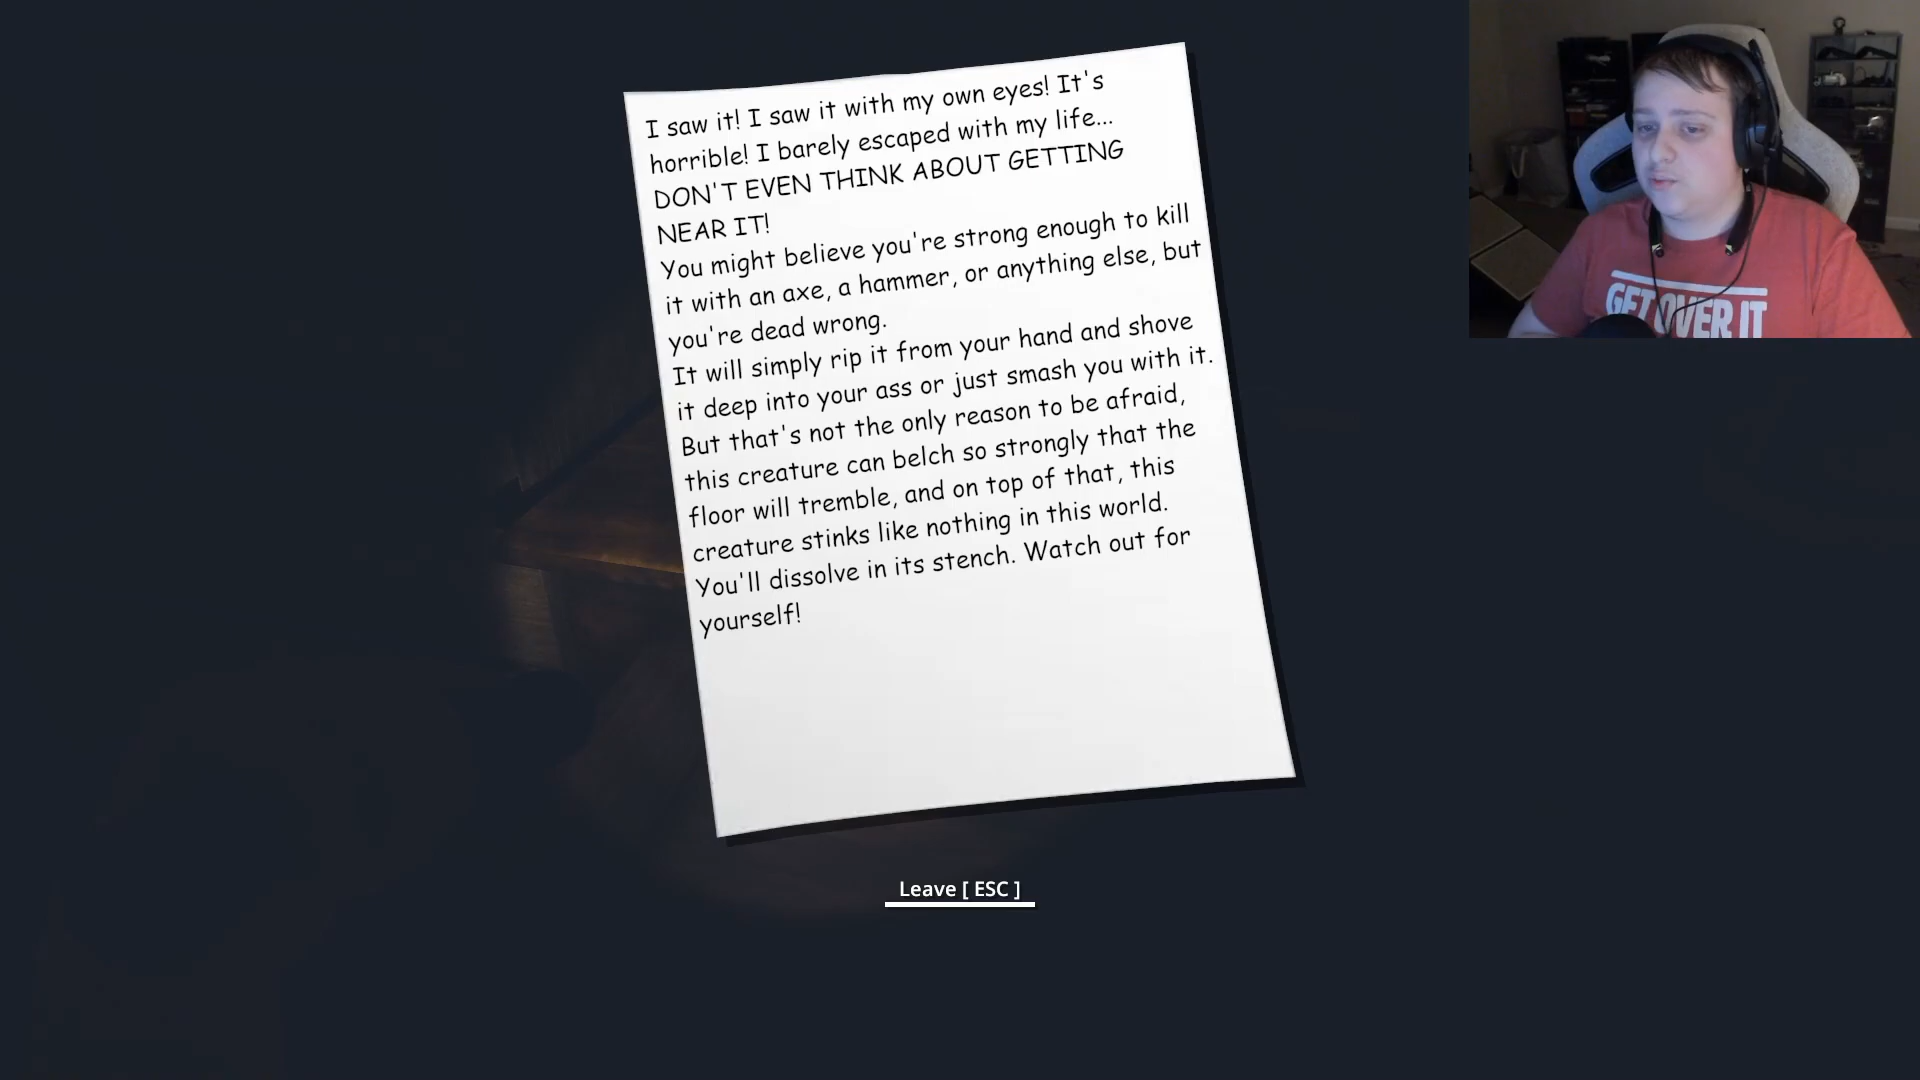 I saw it! I saw it with my own eyes! It's
horrible! I barely escaped with my life...
DON'T EVEN THINK ABOUT GETTING
NEAR IT!
You might believe you're strong enough to kill
it with an axe, a hammer, or anything else, but
you're dead wrong.
It will simply rip it from your hand and shove
it deep into your ass or just smash you with it.
But that's not the only reason to be afraid,
this creature can belch so strongly that the
floor will tremble, and on top of that, this
creature stinks like nothing in this world.
You'll dissolve in its stench. Watch out for
yourself!
Leave [ ESC ]
GET OVER IT